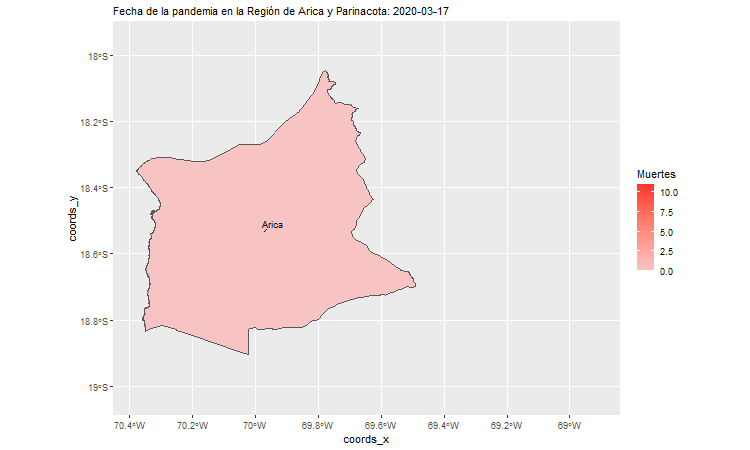 Fecha de la pandemia en la Región de Arica y Parinacota: 2020-03-17
18°S
18.2°S
18.4°S
18.6°S
18.8°S
19°S
coords_y
Arica
70.4°W
70.2°W
70°W
69.8°W
69.6°W
69.4°W
69.2°W
69°W
coords_x
Muertes
10.0
7.5
5.0
2.5
0.0